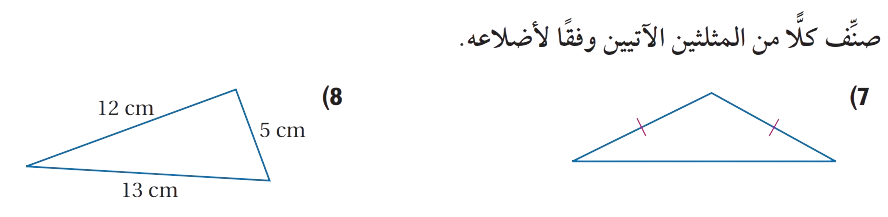 صنِّف كلًّا من المثلثين الآتيين وفقًا لأضلاعه.
(7
(8
12 cm
5 cm
13 cm